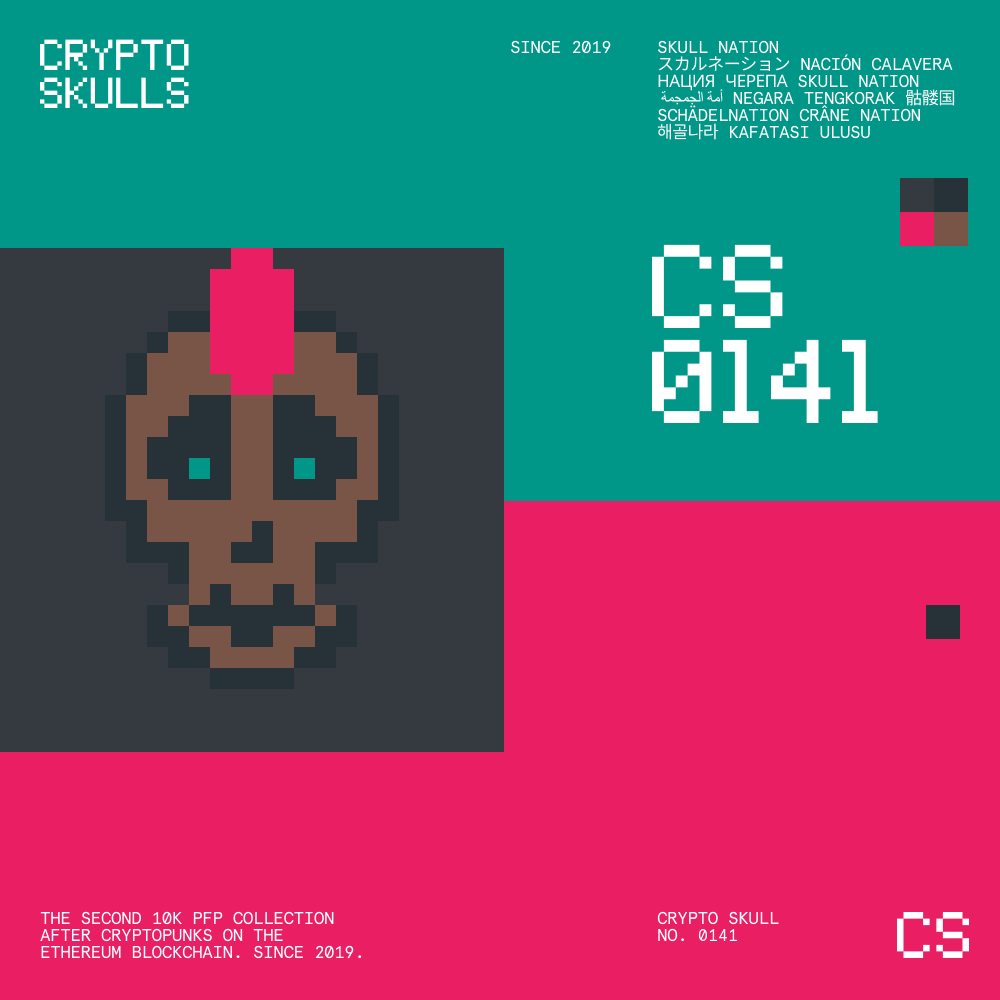 CRYPTO
SKULLS
SINCE 2019
SKULL NATION
スカルネーション NACIÓN CALAVERA
НАЦИЯ ЧЕРЕПА SKULL NATION
أمة الجمجمة NEGARA TENGKORAK 骷髅国
SCHÄDELNATION CRÂNE NATION
해골나라 KAFATASI ULUSU
CS
0141
THE SECOND 10K PFP COLLECTION
AFTER CRYPTOPUNKS ON THE
ETHEREUM BLOCKCHAIN. SINCE 2019.
CRYPTO SKULL
NO. 0141
CS